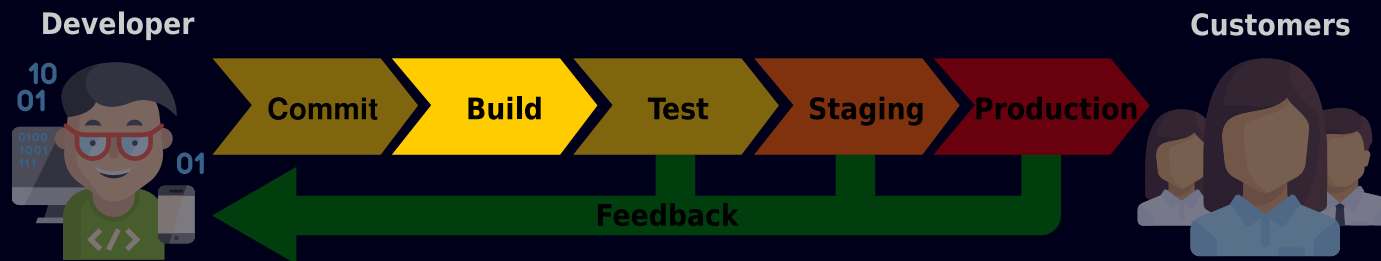 Developer
Customers
10
01
Commit
Build
Test
Staging
Production
0100
1001
111
01
Feedback
</>